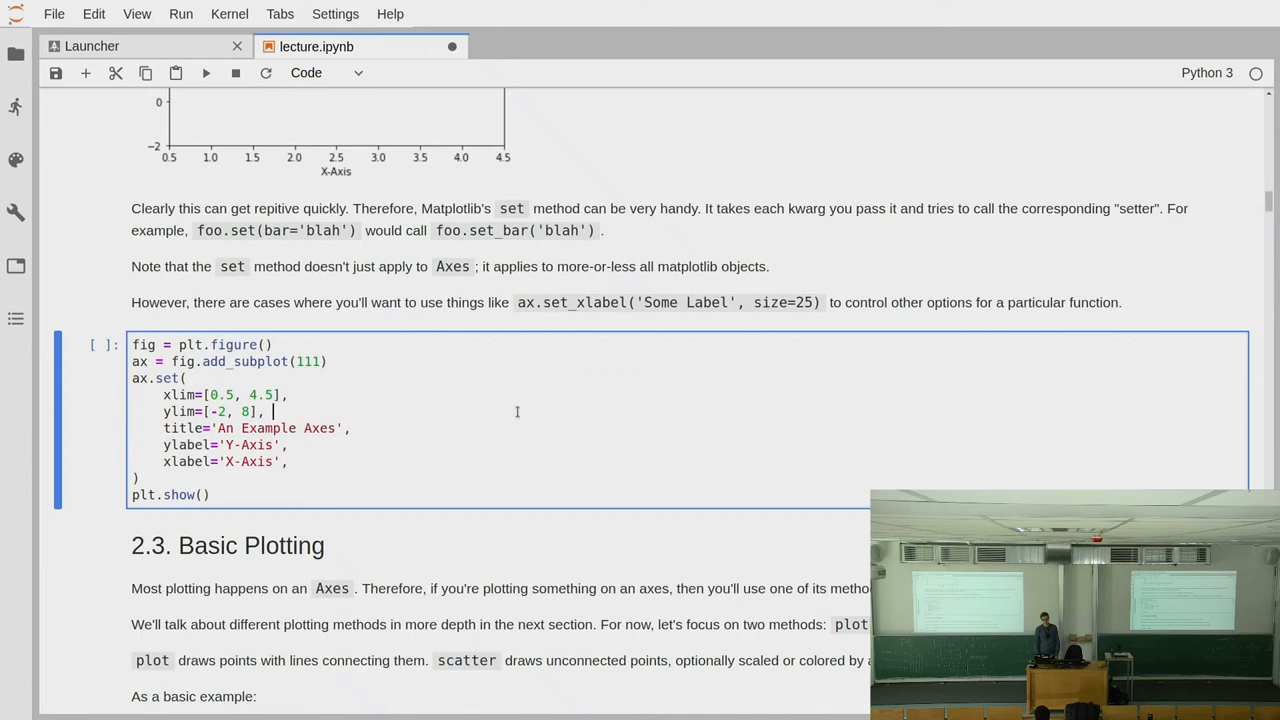 File Edit View Run Kernel Tabs Settings Help
Launcher
lecture.ipynb
Code
Python 3
0
−2
0.5 1.0 1.5 2.0 2.5 3.0 3.5 4.0 4.5
X-Axis
Clearly this can get repitive quickly. Therefore, Matplotlib's set method can be very handy. It takes each kwarg you pass it and tries to call the corresponding "setter". For
example, foo.set(bar='blah') would call foo.set_bar('blah').
Note that the set method doesn't just apply to Axes; it applies to more-or-less all matplotlib objects.
However, there are cases where you'll want to use things like ax.set_xlabel('Some Label', size=25) to control other options for a particular function.
[ ]: fig = plt.figure()
ax = fig.add_subplot(111)
ax.set(
xlim=[0.5, 4.5],
ylim=[-2, 8],
title='An Example Axes',
ylabel='Y-Axis',
xlabel='X-Axis',
)
plt.show()
2.3. Basic Plotting
Most plotting happens on an Axes. Therefore, if you're plotting something on an axes, then you'll use one of its metho
We'll talk about different plotting methods in more depth in the next section. For now, let's focus on two methods: plot
plot draws points with lines connecting them. scatter draws unconnected points, optionally scaled or colored by a
As a basic example: